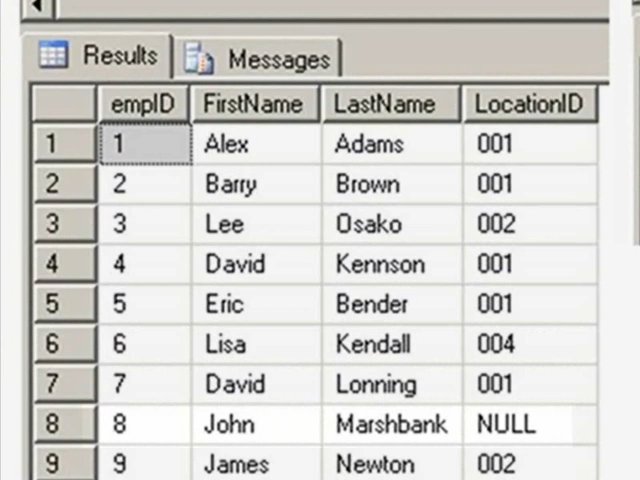 Results Messages
empID FirstName LastName LocationID
1 1 Alex Adams 001
2 2 Barry Brown 001
3 3 Lee Osako 002
4 4 David Kennson 001
5 5 Eric Bender 001
6 6 Lisa Kendall 004
7 7 David Lonning 001
8 8 John Marshbank NULL
9 9 James Newton 002